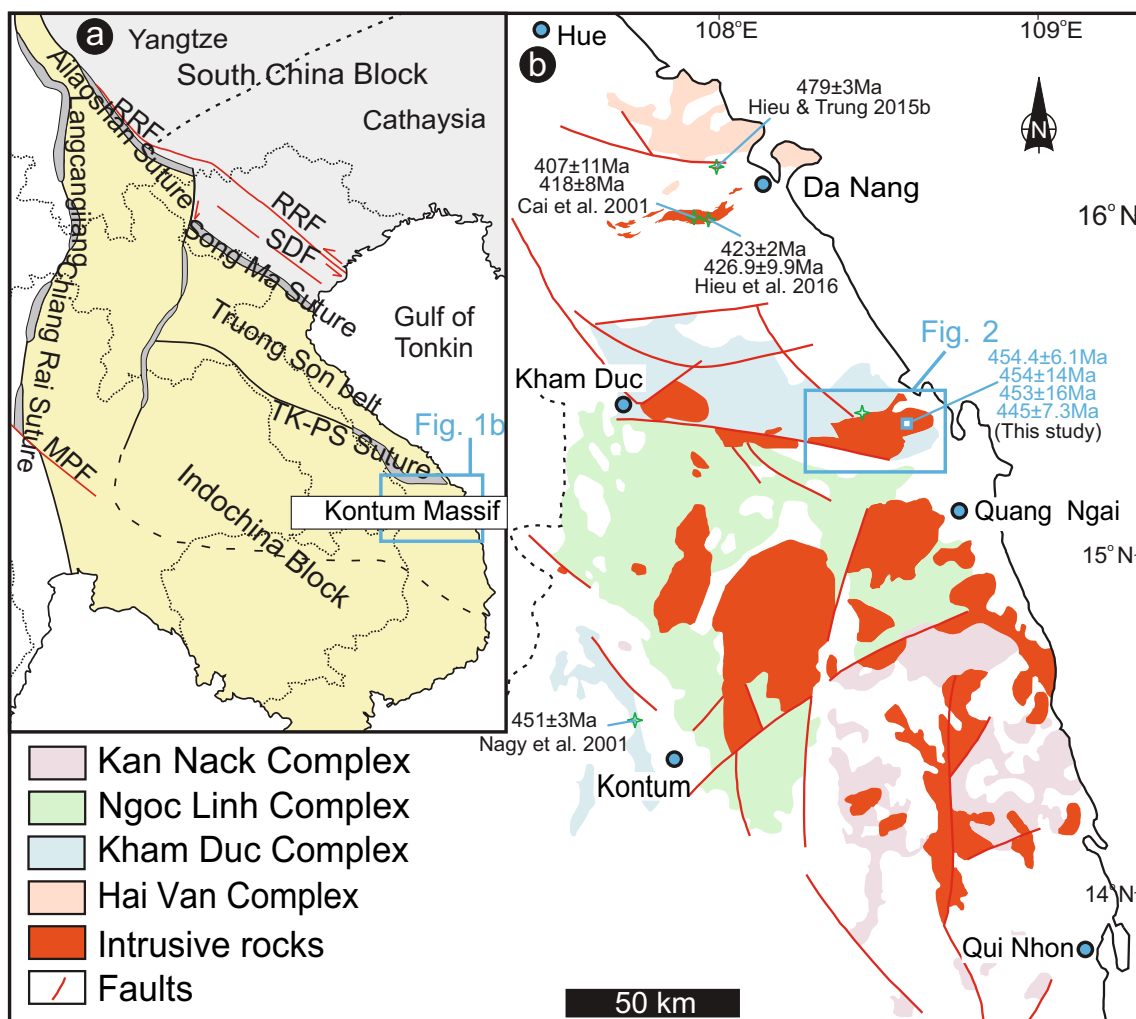 a
Yangtze
South China Block
Cathaysia
Ailaoshan Suture
RRF
Langcangjiang
RRF
SDF
Song Ma Suture
Truong Son belt
Gulf of
Tonkin
TK-PS Suture
Chiang Rai Suture
MPF
Fig. 1b
Kontum Massif
Indochina Block
b
108°E
109°E
Hue
479±3Ma
Hieu & Trung 2015b
N
407±11Ma
418±8Ma
Cai et al. 2001
Da Nang
16°N
423±2Ma
426.9±9.9Ma
Hieu et al. 2016
Fig. 2
Kham Duc
454.4±6.1Ma
454±14Ma
453±16Ma
445±7.3Ma
(This study)
Quang Ngai
15°N
451±3Ma
Nagy et al. 2001
Kontum
14°N
Qui Nhon
50 km
Kan Nack Complex
Ngoc Linh Complex
Kham Duc Complex
Hai Van Complex
Intrusive rocks
Faults